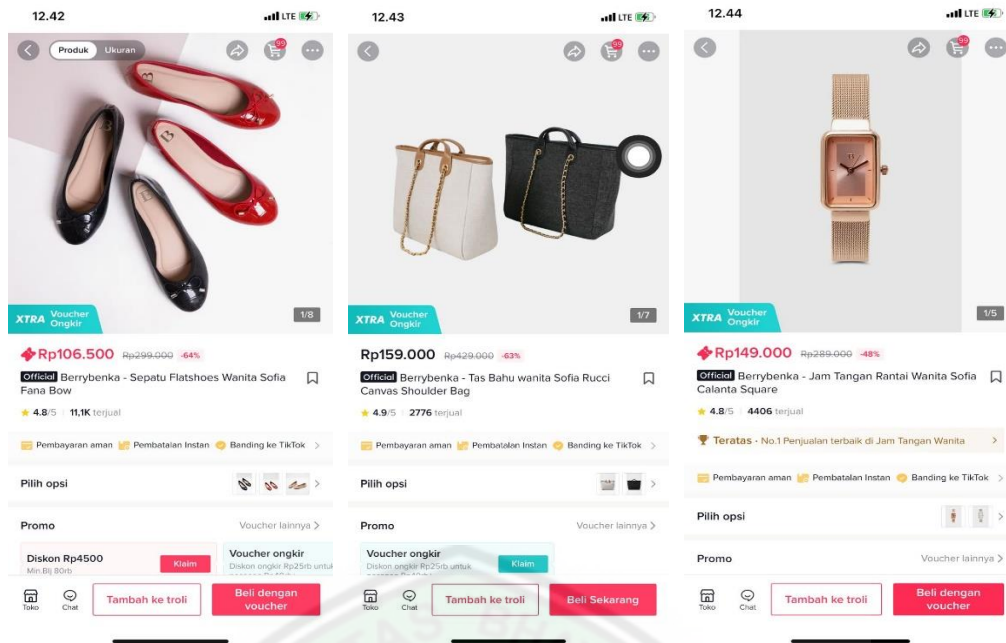 12.42
LTE
Produk Ukuran
99
XTRA Voucher
Ongkir
1/8
Rp106.500 Rp299.000 -64%
Official Berrybenka - Sepatu Flatshoes Wanita Sofia
Fana Bow
4.8/5 11,1K terjual
Pembayaran aman Pembatalan Instan Banding ke TikTok
Pilih opsi
Promo Voucher lainnya
Diskon Rp4500
Min.Blj 80rb
Klaim
Voucher ongkir
Diskon ongkir Rp25rb untuk
Toko Chat
Tambah ke troli
Beli dengan
voucher
12.43
LTE
99
XTRA Voucher
Ongkir
1/7
Rp159.000 Rp429.000 -63%
Official Berrybenka - Tas Bahu wanita Sofia Rucci
Canvas Shoulder Bag
4.9/5 2776 terjual
Pembayaran aman Pembatalan Instan Banding ke TikTok
Pilih opsi
Promo Voucher lainnya
Voucher ongkir
Diskon ongkir Rp25rb untuk
Klaim
Toko Chat
Tambah ke troli
Beli Sekarang
12.44
LTE
99
XTRA Voucher
Ongkir
1/5
Rp149.000 Rp289.000 -48%
Official Berrybenka - Jam Tangan Rantai Wanita Sofia
Calanta Square
4.8/5 4406 terjual
Teratas - No.1 Penjualan terbaik di Jam Tangan Wanita
Pembayaran aman Pembatalan Instan Banding ke TikTok
Pilih opsi
Promo Voucher lainnya
Toko Chat
Tambah ke troli
Beli dengan
voucher